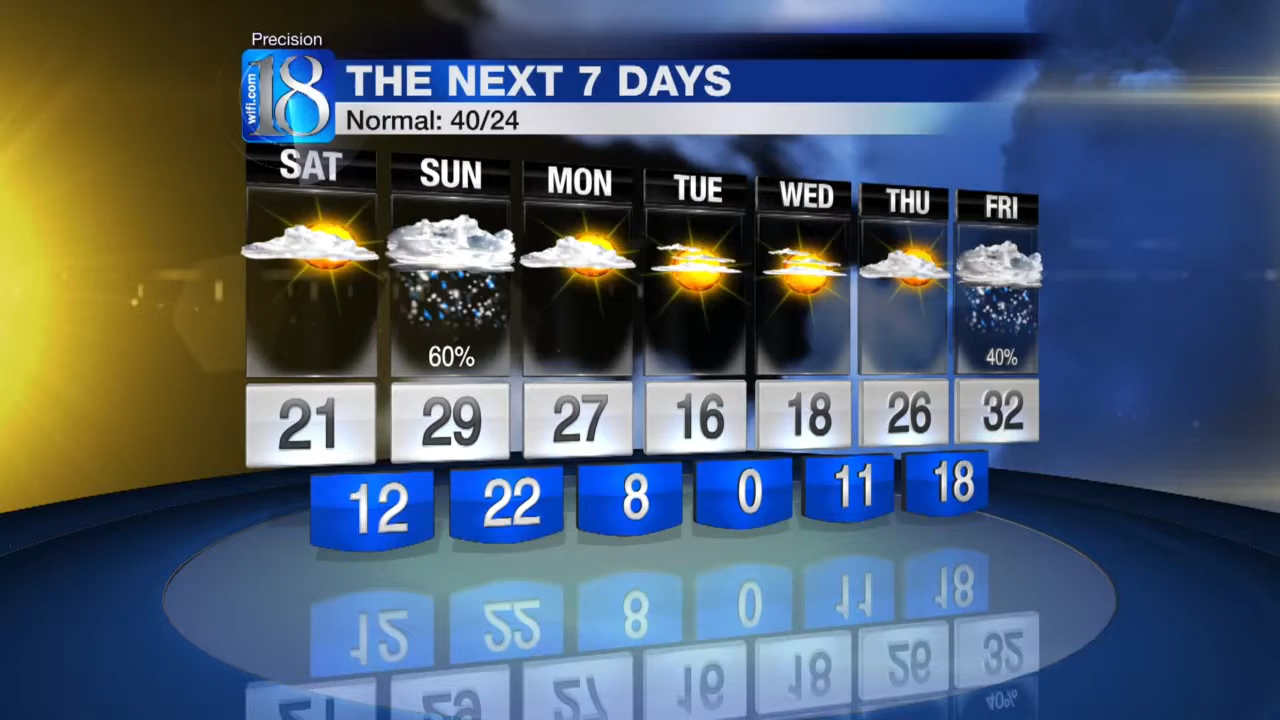 Precision
wlfi.com
18
THE NEXT 7 DAYS
Normal: 40/24
SAT SUN MON TUE WED THU FRI
60% 40%
21 29 27 16 18 26 32
12 22 8 0 11 18